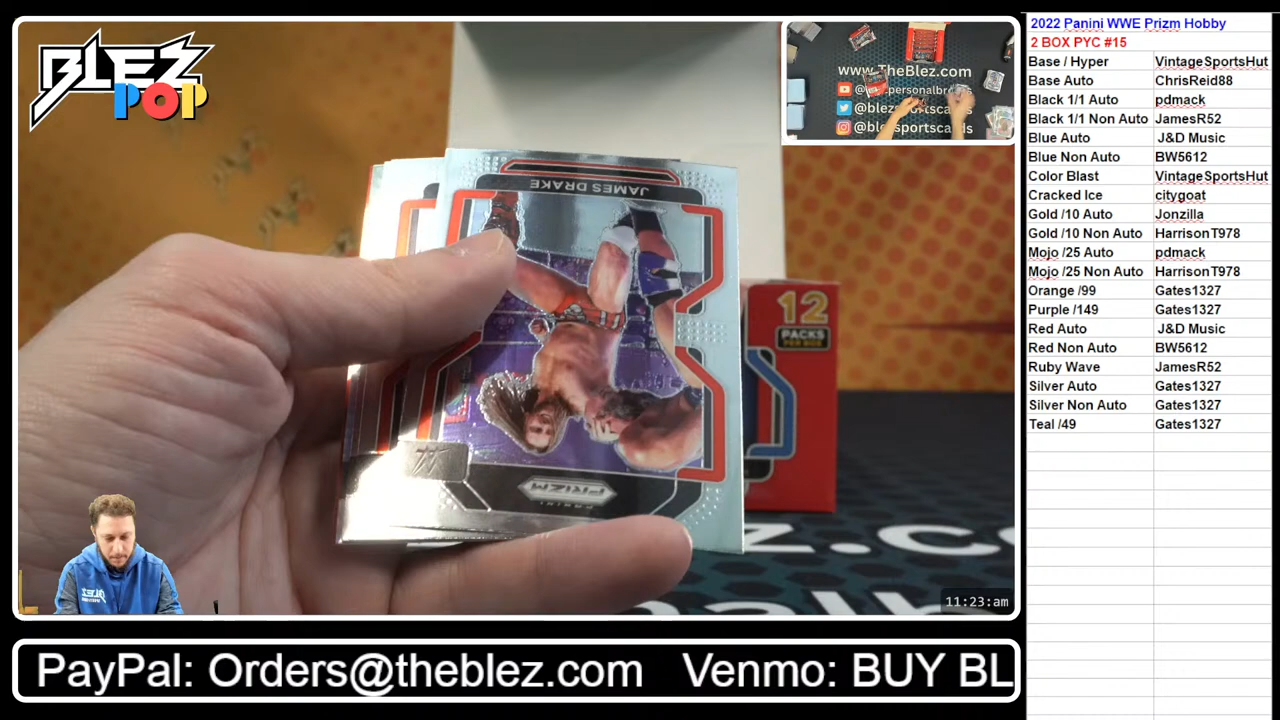 BLEZ
POP
www.TheBlez.com
@blezsportscards
@blezsportscards
JAMES DRAKE
PANINI
PRIZM
12
PACKS
PER BOX
11:23:am
PayPal: Orders@theblez.com Venmo: BUY BL
2022 Panini WWE Prizm Hobby
2 BOX PYC #15
Base / Hyper VintageSportsHut
Base Auto ChrisReid88
Black 1/1 Auto pdmack
Black 1/1 Non Auto JamesR52
Blue Auto J&D Music
Blue Non Auto BW5612
Color Blast VintageSportsHut
Cracked Ice citygoat
Gold /10 Auto Jonzilla
Gold /10 Non Auto HarrisonT978
Mojo /25 Auto pdmack
Mojo /25 Non Auto HarrisonT978
Orange /99 Gates1327
Purple /149 Gates1327
Red Auto J&D Music
Red Non Auto BW5612
Ruby Wave JamesR52
Silver Auto Gates1327
Silver Non Auto Gates1327
Teal /49 Gates1327